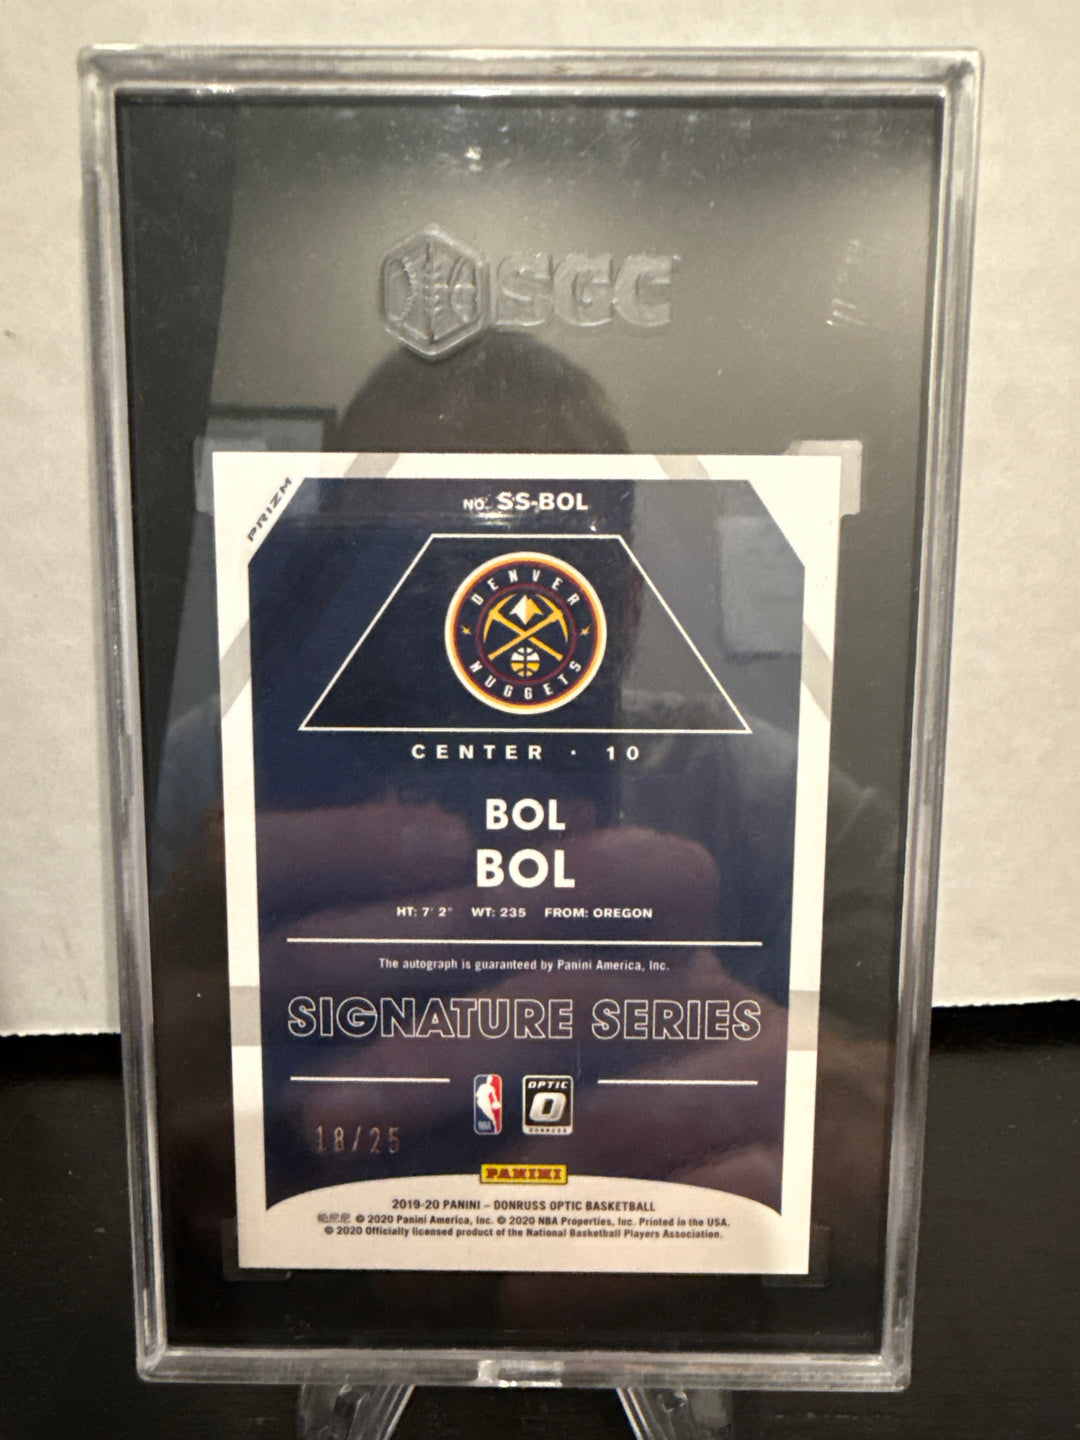 SGC
PRIZM
NO. SS-BOL
DENVER
NUGGETS
CENTER · 10
BOL
BOL
HT: 7' 2" WT: 235 FROM: OREGON
The autograph is guaranteed by Panini America, Inc.
SIGNATURE SERIES
NBA
OPTIC
DONRUSS
18/25
PANINI
2019-20 PANINI – DONRUSS OPTIC BASKETBALL
© 2020 Panini America, Inc. © 2020 NBA Properties, Inc. Printed in the USA.
© 2020 Officially licensed product of the National Basketball Players Association.